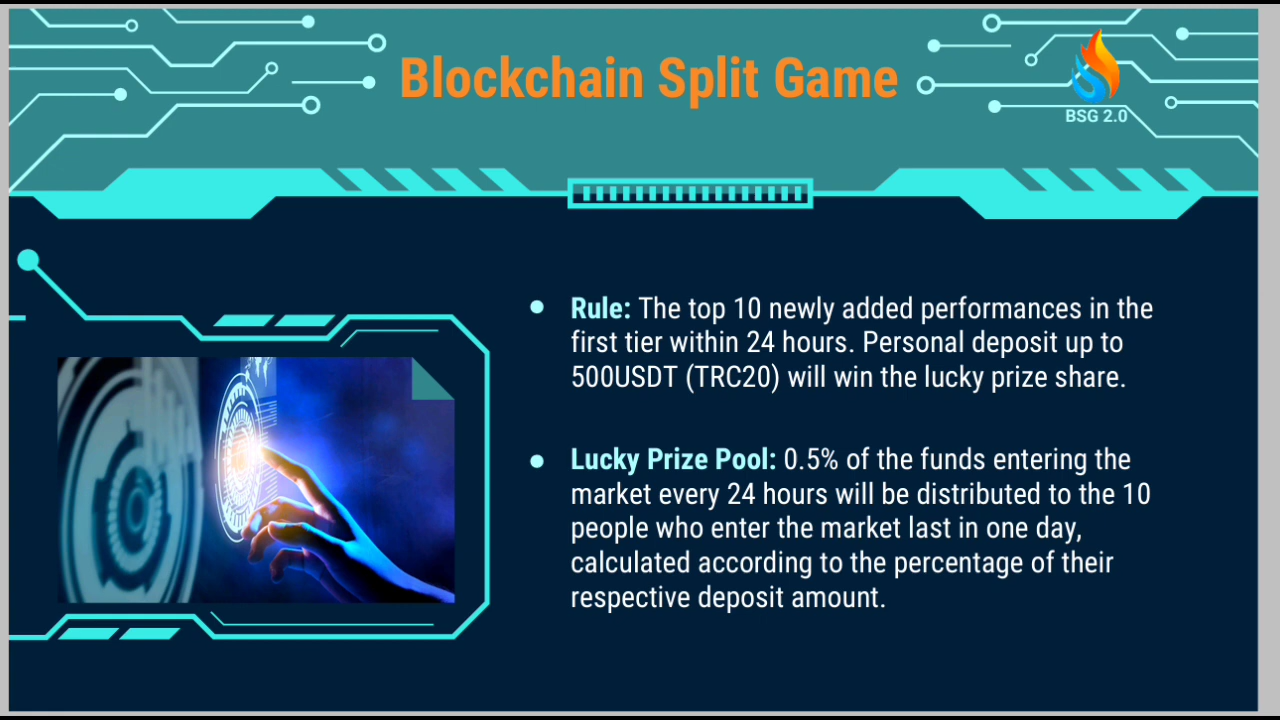 Blockchain Split Game
BSG 2.0
● Rule: The top 10 newly added performances in the
first tier within 24 hours. Personal deposit up to
500USDT (TRC20) will win the lucky prize share.
● Lucky Prize Pool: 0.5% of the funds entering the
market every 24 hours will be distributed to the 10
people who enter the market last in one day,
calculated according to the percentage of their
respective deposit amount.